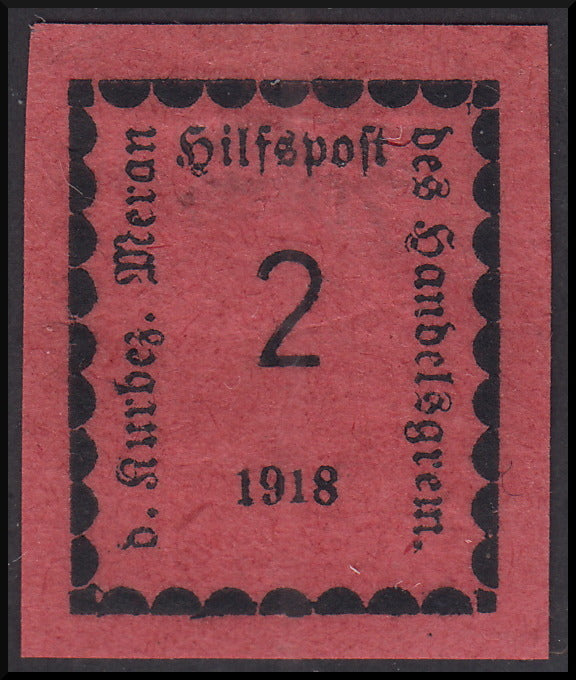 Hilfspost
des Handelsgrem.
d. Kurbez. Meran
2
1918